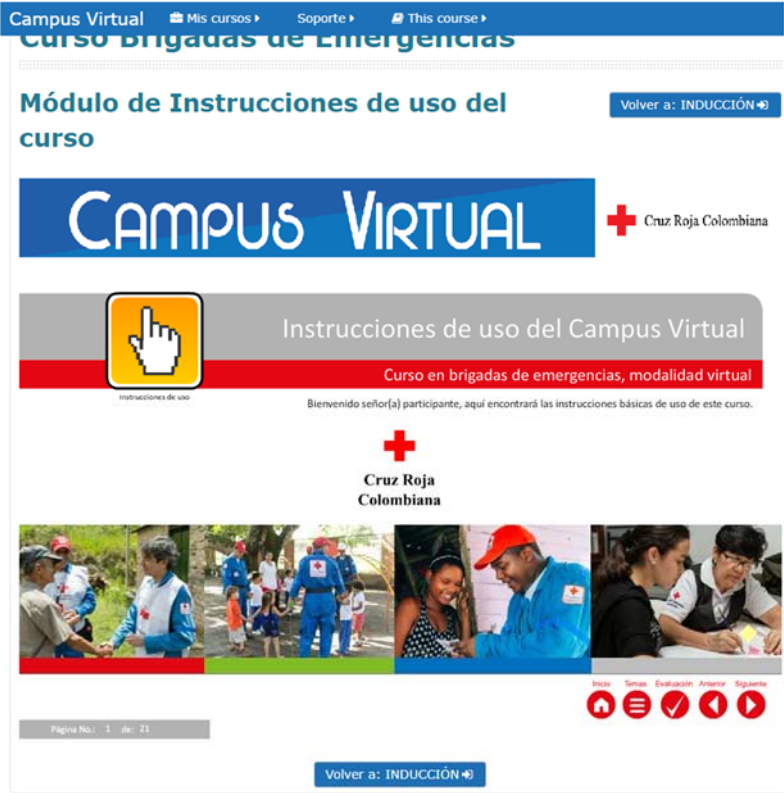 Campus Virtual Mis cursos Soporte This course
Curso Brigadas de Emergencias
Módulo de Instrucciones de uso del
curso
Volver a: INDUCCIÓN
CAMPUS VIRTUAL
Cruz Roja Colombiana
Instrucciones de uso del Campus Virtual
Curso en brigadas de emergencias, modalidad virtual
Instrucciones de uso
Bienvenido señor(a) participante, aquí encontrará las instrucciones básicas de uso de este curso.
Cruz Roja
Colombiana
Inicio Temas Evaluación Anterior Siguiente
Página No.: 1 de: 21
Volver a: INDUCCIÓN